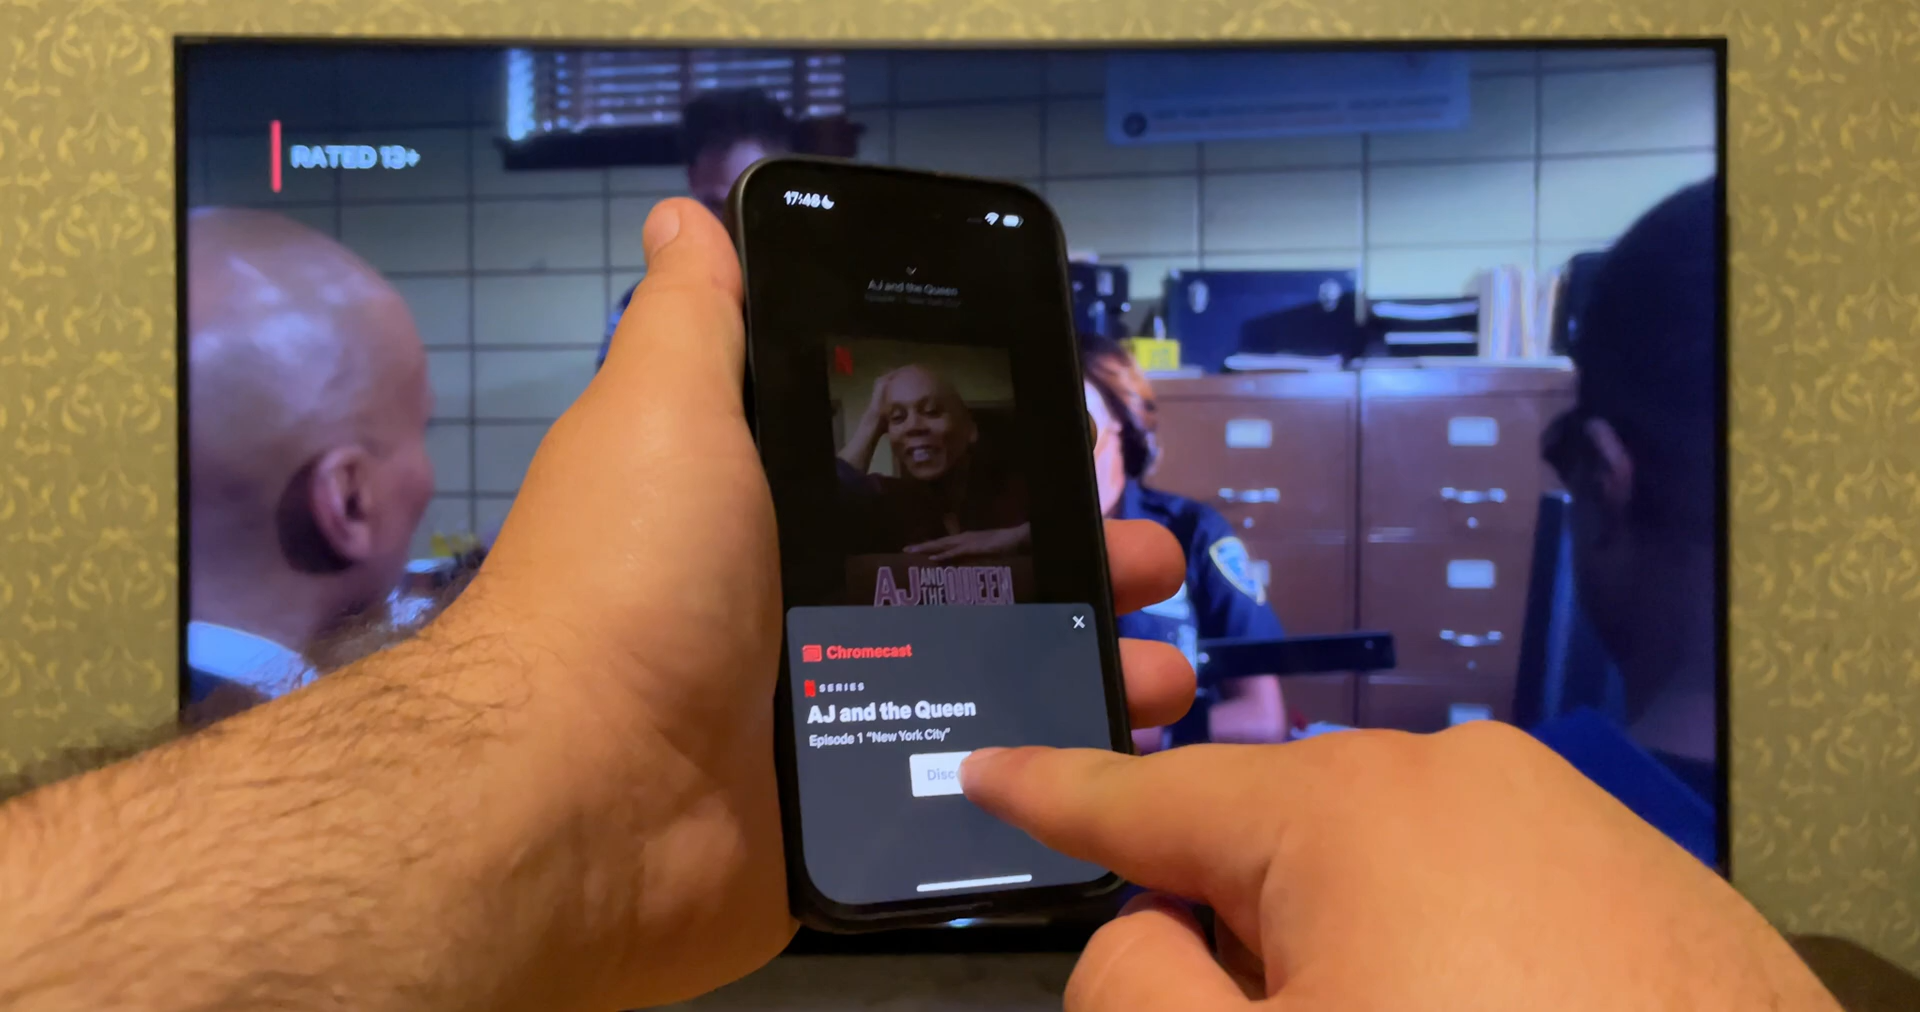 RATED 13+
17:48
AJ and the Queen
AJ AND THE QUEEN
Chromecast
N SERIES
AJ and the Queen
Episode 1 “New York City”
Disc